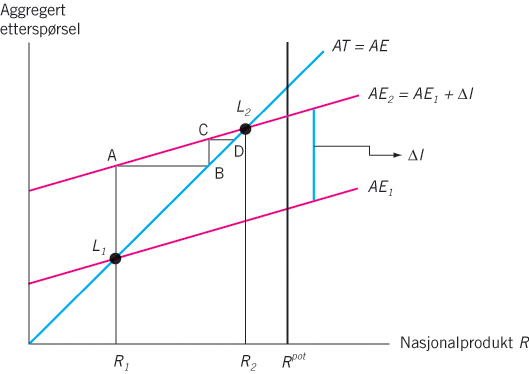 Aggregert
etterspørsel
AT = AE
AE₂ = AE₁ + ΔI
L₂
C
A
D
ΔI
B
AE₁
L₁
Nasjonalprodukt R
R₁
R₂
Rᵖᵒᵗ